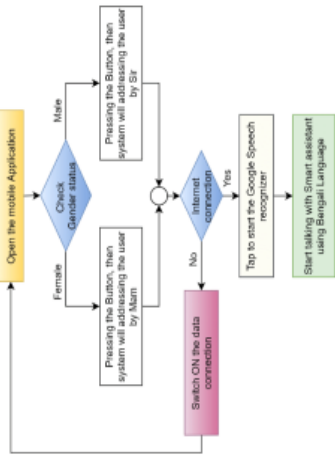 Open the mobile Application
Check
Gender status
Male
Female
Pressing the Button, then
system will addressing the user
by Sir
Pressing the Button, then
system will addressing the user
by Mam
Internet
connection
Yes
No
Tap to start the Google Speech
recognizer
Switch ON the data
connection
Start talking with Smart assistant
using Bengali Language